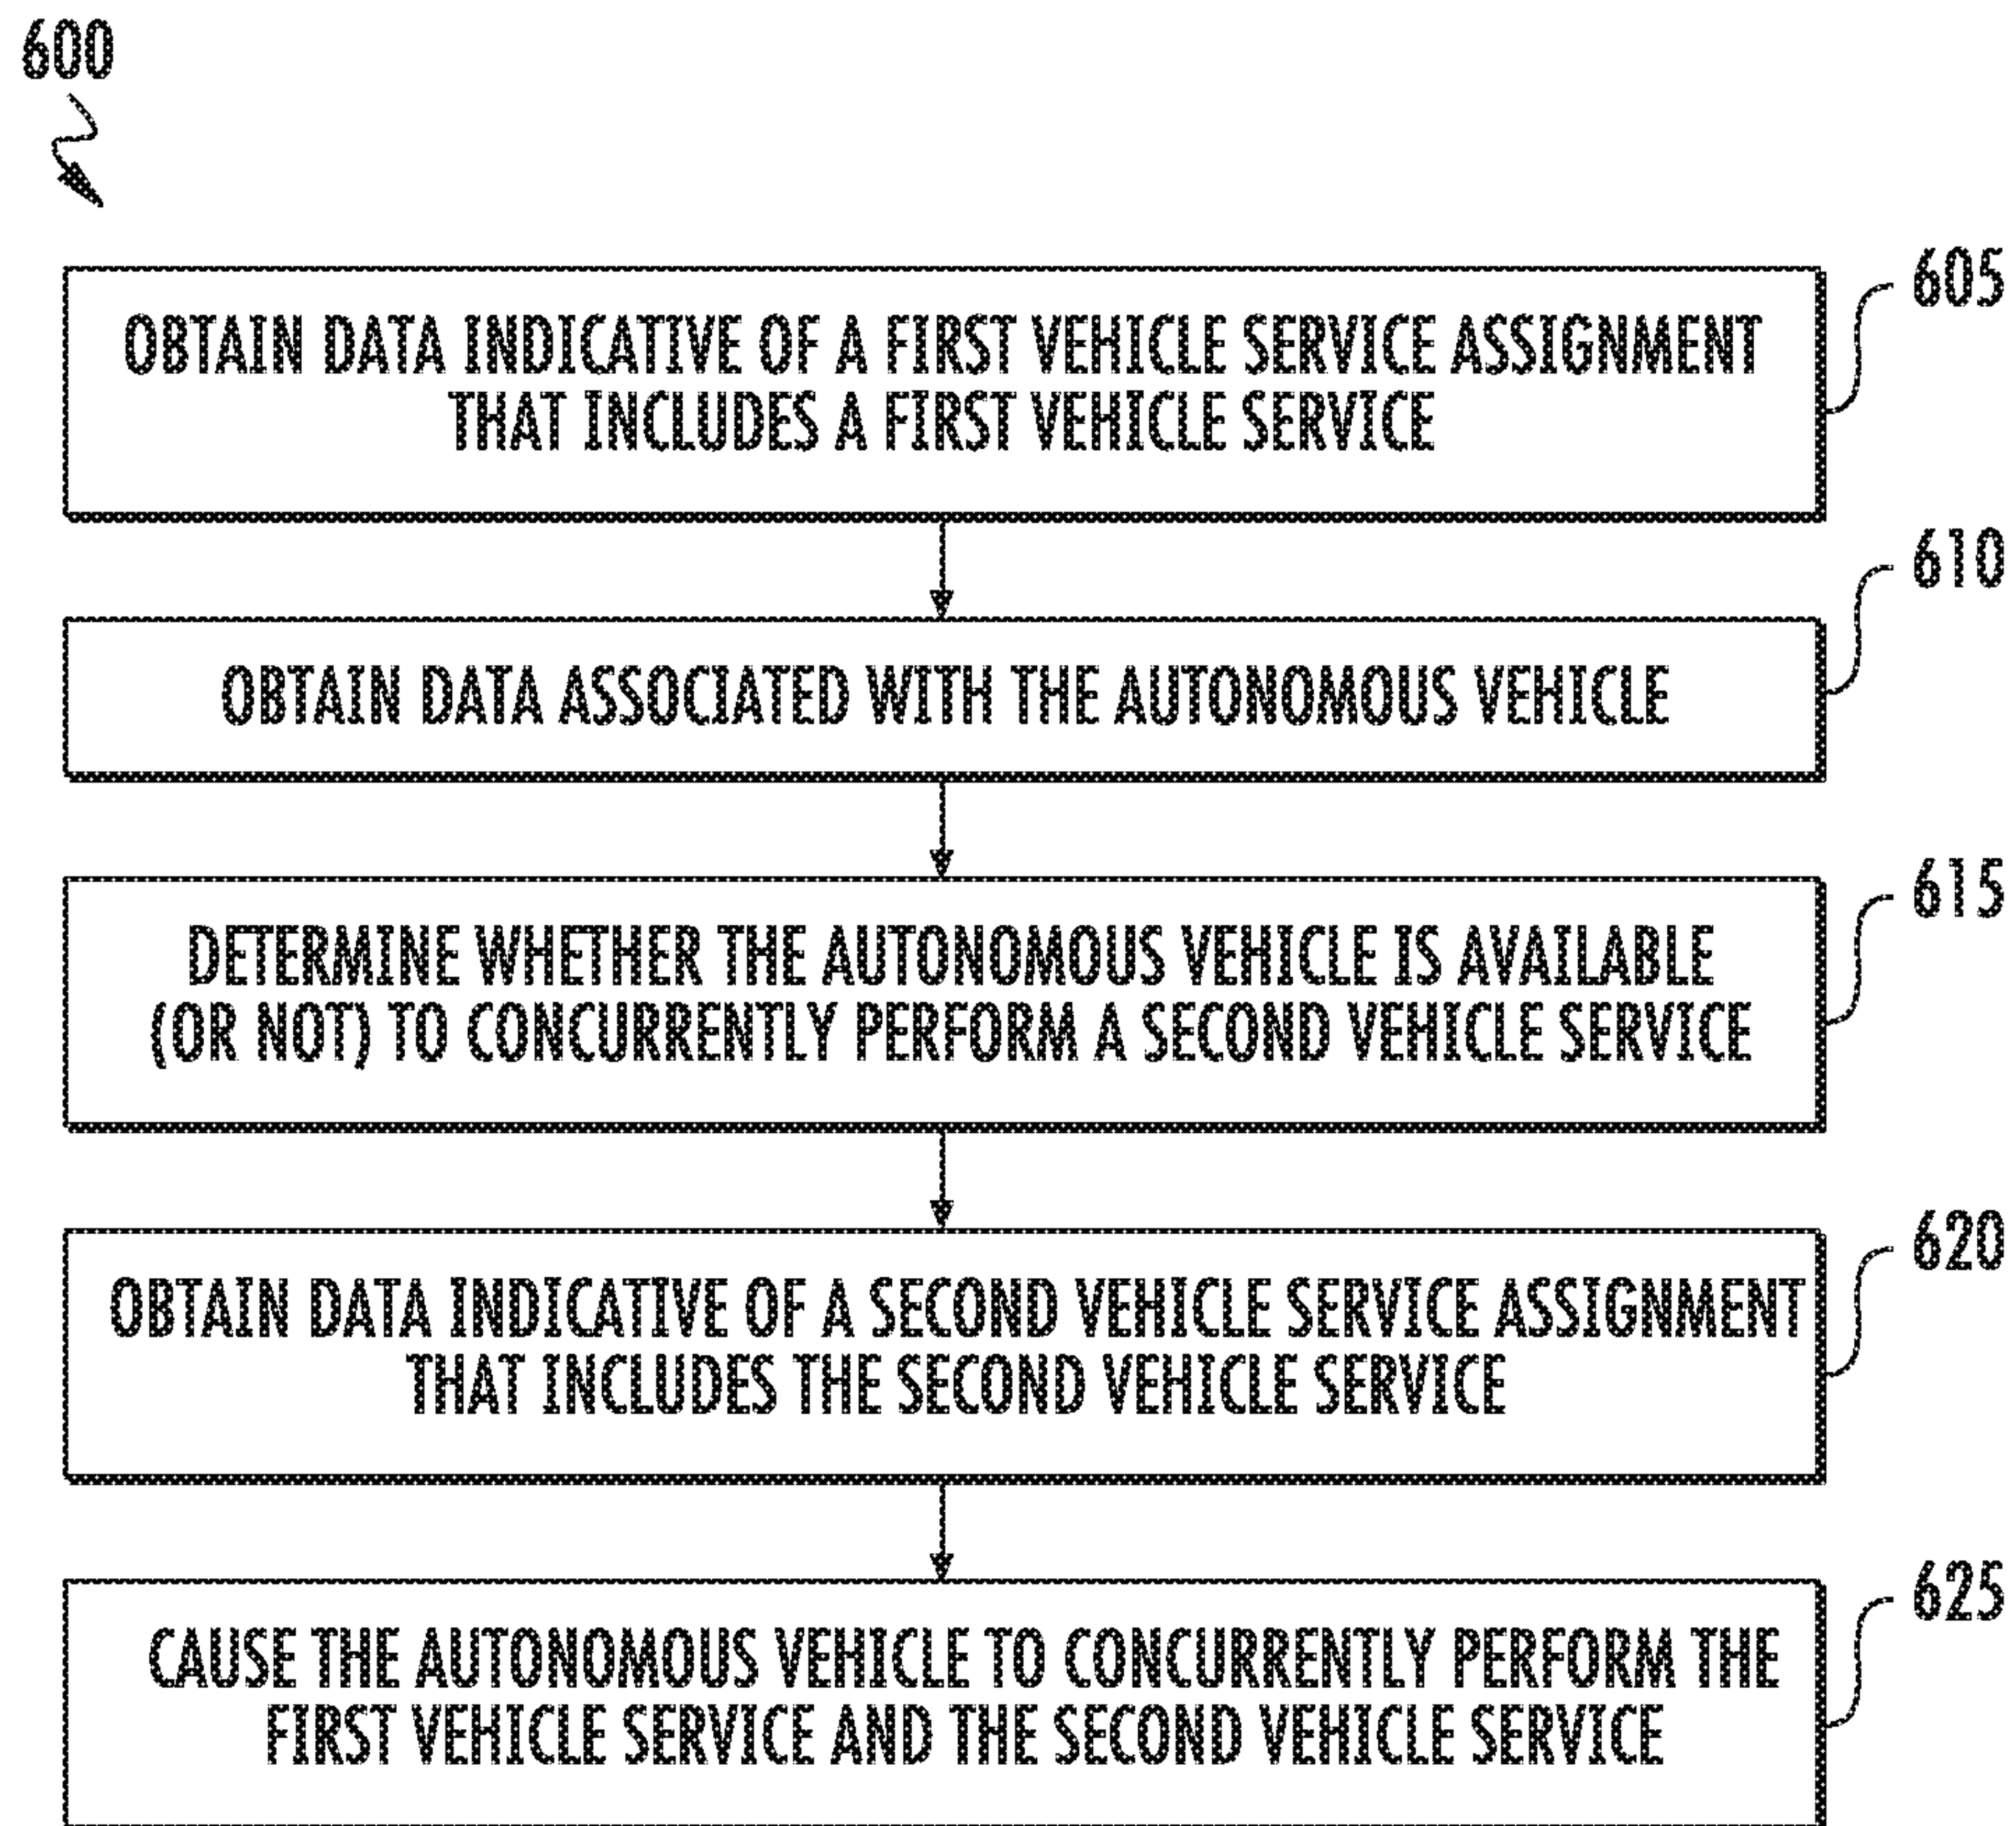 600
605
OBTAIN DATA INDICATIVE OF A FIRST VEHICLE SERVICE ASSIGNMENT
THAT INCLUDES A FIRST VEHICLE SERVICE
610
OBTAIN DATA ASSOCIATED WITH THE AUTONOMOUS VEHICLE
615
DETERMINE WHETHER THE AUTONOMOUS VEHICLE IS AVAILABLE
(OR NOT) TO CONCURRENTLY PERFORM A SECOND VEHICLE SERVICE
620
OBTAIN DATA INDICATIVE OF A SECOND VEHICLE SERVICE ASSIGNMENT
THAT INCLUDES THE SECOND VEHICLE SERVICE
625
CAUSE THE AUTONOMOUS VEHICLE TO CONCURRENTLY PERFORM THE
FIRST VEHICLE SERVICE AND THE SECOND VEHICLE SERVICE